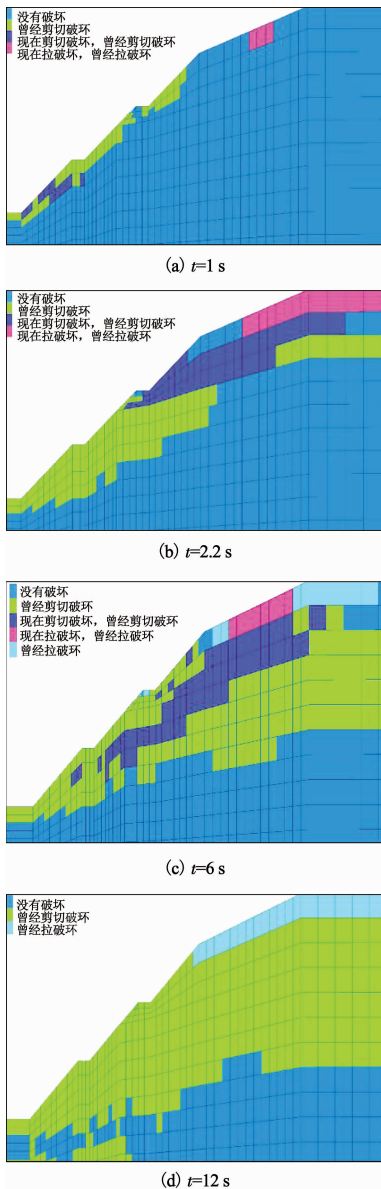 没有破坏
曾经剪切破坏
现在剪切破坏，曾经剪切破坏
现在拉破坏，曾经拉破坏
(a) t=1 s
没有破坏
曾经剪切破坏
现在剪切破坏，曾经剪切破坏
现在拉破坏，曾经拉破坏
(b) t=2.2 s
没有破坏
曾经剪切破坏
现在剪切破坏，曾经剪切破坏
现在拉破坏，曾经拉破坏
曾经拉破坏
(c) t=6 s
没有破坏
曾经剪切破坏
曾经拉破坏
(d) t=12 s